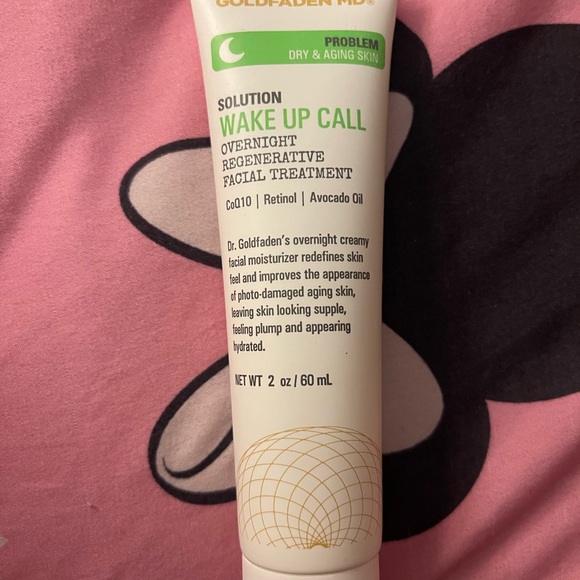 GOLDFADEN MD®
PROBLEM
DRY & AGING SKIN
SOLUTION
WAKE UP CALL
OVERNIGHT
REGENERATIVE
FACIAL TREATMENT
CoQ10 | Retinol | Avocado Oil
Dr. Goldfaden's overnight creamy
facial moisturizer redefines skin
feel and improves the appearance
of photo-damaged aging skin,
leaving skin looking supple,
feeling plump and appearing
hydrated.
NET WT 2 oz / 60 mL